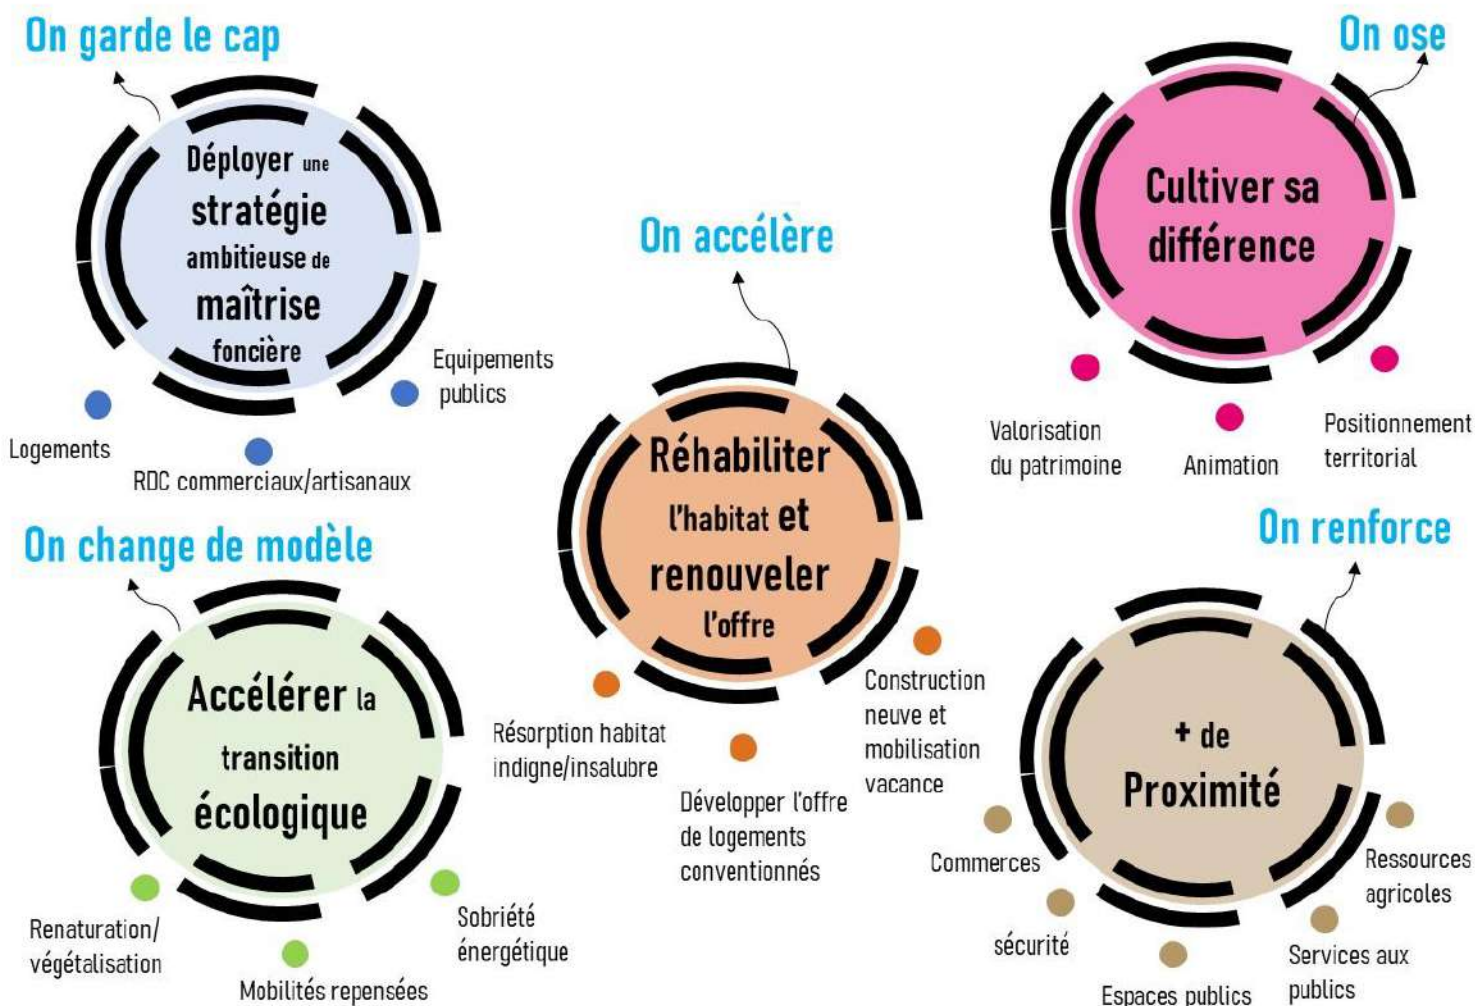 On garde le cap
Déployer une
stratégie
ambitieuse de
maîtrise
foncière
Logements
RDC commerciaux/artisanaux
Equipements
publics
On ose
Cultiver sa
différence
Valorisation
du patrimoine
Animation
Positionnement
territorial
On accélère
Réhabiliter
l'habitat et
renouveler
l'offre
Résorption habitat
indigne/insalubre
Développer l'offre
de logements
conventionnés
Construction
neuve et
mobilisation
vacance
On change de modèle
Accélérer la
transition
écologique
Renaturation/
végétalisation
Mobilités repensées
Sobriété
énergétique
On renforce
+ de
Proximité
Commerces
sécurité
Espaces publics
Services aux
publics
Ressources
agricoles